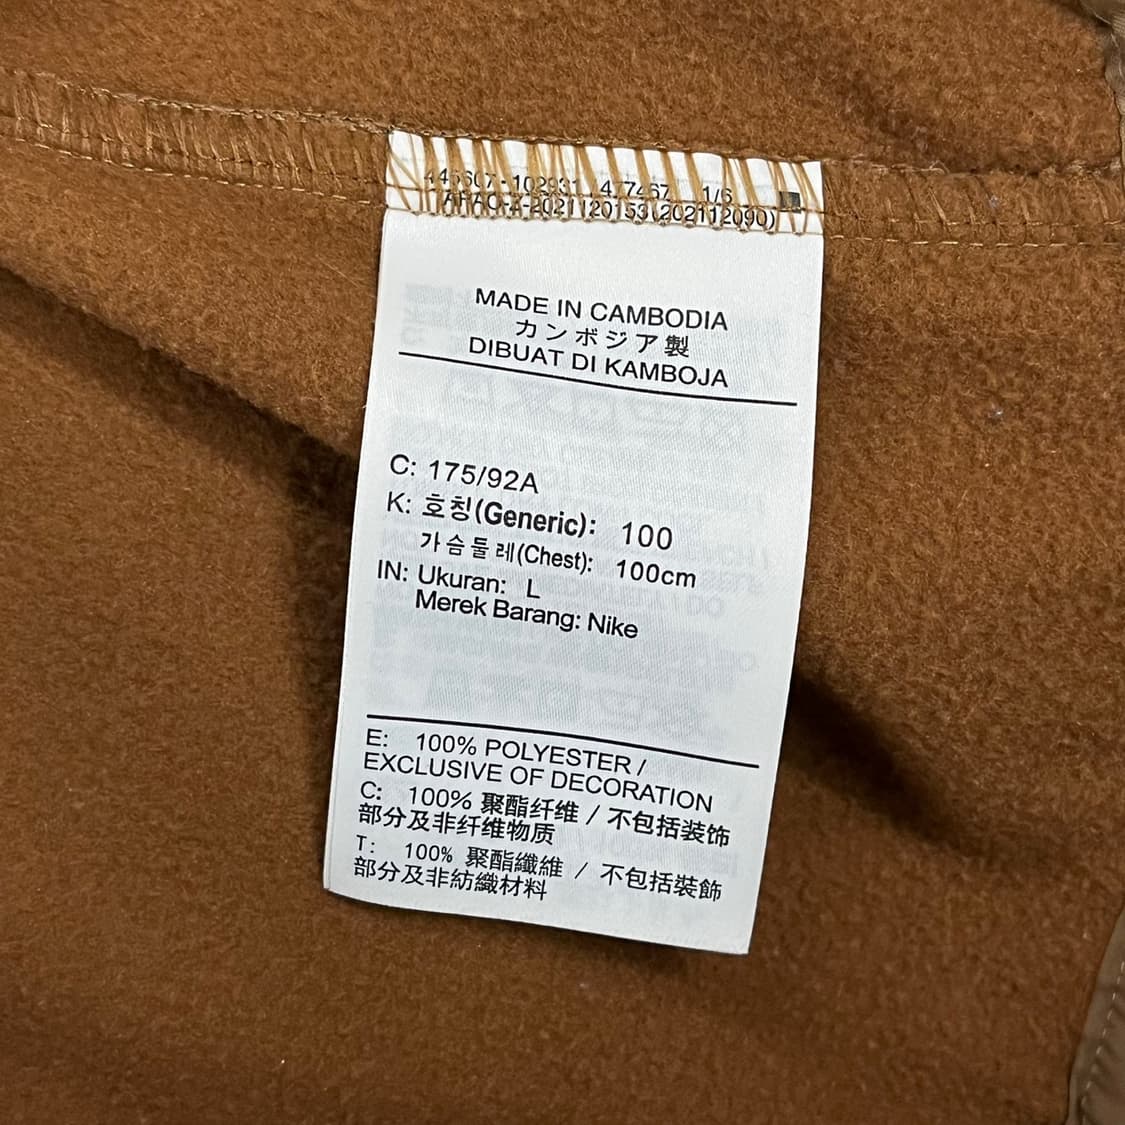 477467 1/6
MADE IN CAMBODIA
カンボジア製
DIBUAT DI KAMBOJA
C: 175/92A
K: 호칭(Generic): 100
가슴둘레(Chest): 100cm
IN: Ukuran: L
Merek Barang: Nike
E: 100% POLYESTER /
EXCLUSIVE OF DECORATION
C: 100% 聚酯纤维 / 不包括装饰
部分及非纤维物质
T: 100% 聚酯纖維 / 不包括裝飾
部分及非紡織材料